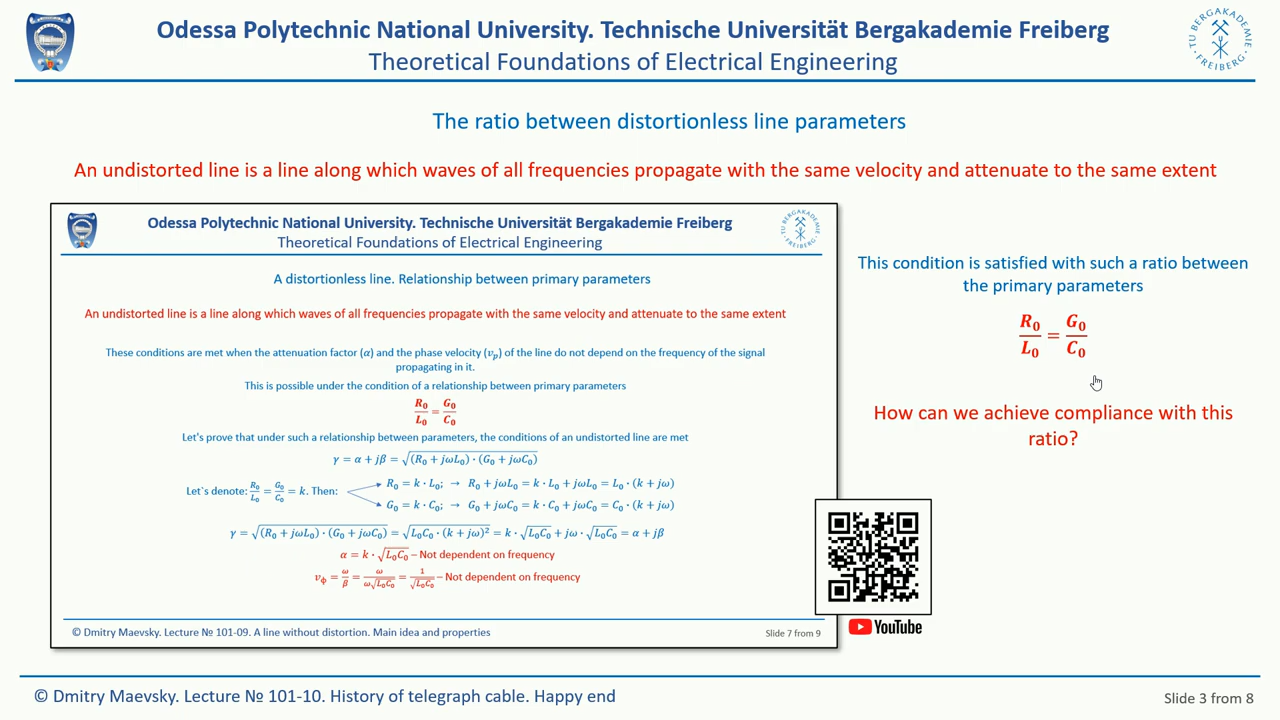 Odessa Polytechnic National University. Technische Universität Bergakademie Freiberg
Theoretical Foundations of Electrical Engineering
TU BERGAKADEMIE FREIBERG
The ratio between distortionless line parameters
An undistorted line is a line along which waves of all frequencies propagate with the same velocity and attenuate to the same extent
Odessa Polytechnic National University. Technische Universität Bergakademie Freiberg
Theoretical Foundations of Electrical Engineering
TU BERGAKADEMIE FREIBERG
A distortionless line. Relationship between primary parameters
An undistorted line is a line along which waves of all frequencies propagate with the same velocity and attenuate to the same extent
These conditions are met when the attenuation factor (α) and the phase velocity (vₚ) of the line do not depend on the frequency of the signal
propagating in it.
This is possible under the condition of a relationship between primary parameters
R₀/L₀ = G₀/C₀
Let's prove that under such a relationship between parameters, the conditions of an undistorted line are met
γ = α + jβ = √((R₀ + jωL₀) · (G₀ + jωC₀))
Let`s denote: R₀/L₀ = G₀/C₀ = k. Then:
R₀ = k · L₀; → R₀ + jωL₀ = k · L₀ + jωL₀ = L₀ · (k + jω)
G₀ = k · C₀; → G₀ + jωC₀ = k · C₀ + jωC₀ = C₀ · (k + jω)
γ = √((R₀ + jωL₀) · (G₀ + jωC₀)) = √(L₀C₀ · (k + jω)²) = k · √(L₀C₀) + jω · √(L₀C₀) = α + jβ
α = k · √(L₀C₀) – Not dependent on frequency
v_ф = ω/β = ω/(ω√(L₀C₀)) = 1/√(L₀C₀) – Not dependent on frequency
© Dmitry Maevsky. Lecture № 101-09. A line without distortion. Main idea and properties
Slide 7 from 9
This condition is satisfied with such a ratio between
the primary parameters
R₀/L₀ = G₀/C₀
How can we achieve compliance with this
ratio?
YouTube
© Dmitry Maevsky. Lecture № 101-10. History of telegraph cable. Happy end
Slide 3 from 8